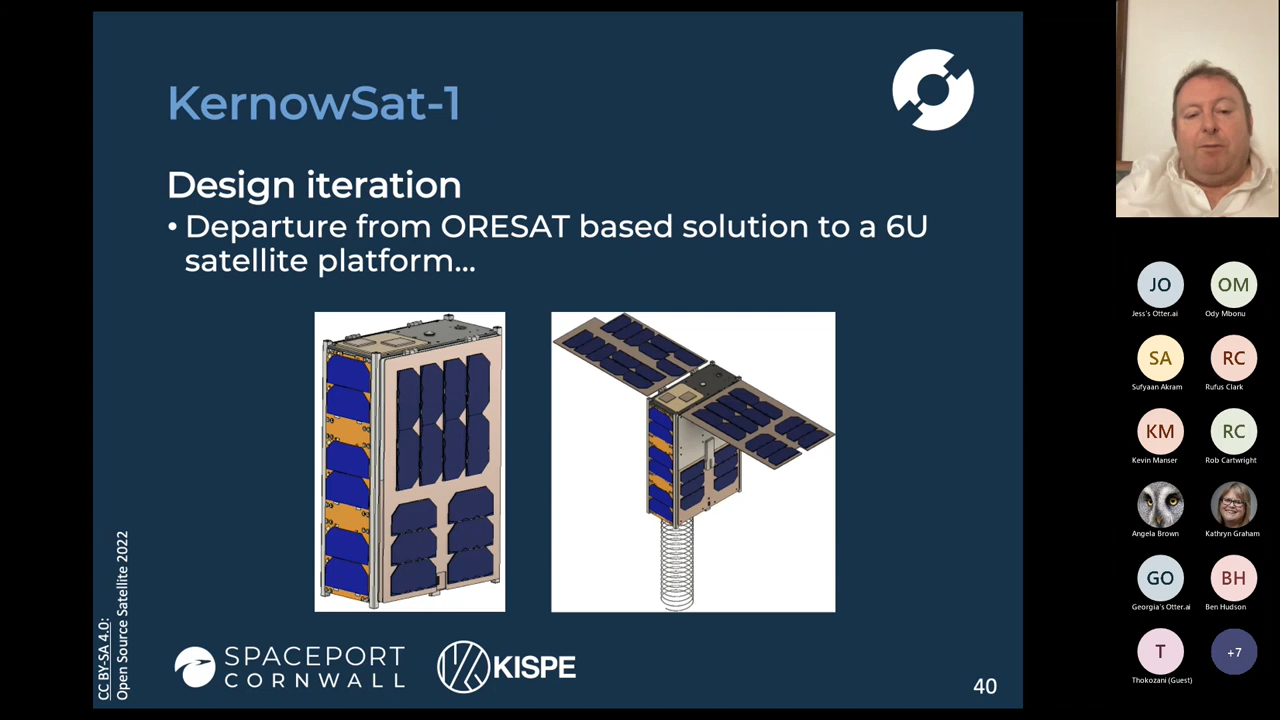 KernowSat-1
Design iteration
• Departure from ORESAT based solution to a 6U
satellite platform...
CC BY-SA 4.0:
Open Source Satellite 2022
SPACEPORT
CORNWALL
KISPE
40
JO
Jess's Otter.ai
OM
Ody Mbonu
SA
Sufyaan Akram
RC
Rufus Clark
KM
Kevin Manser
RC
Rob Cartwright
Angela Brown
Kathryn Graham
GO
Georgia's Otter.ai
BH
Ben Hudson
T
Thokozani (Guest)
+7